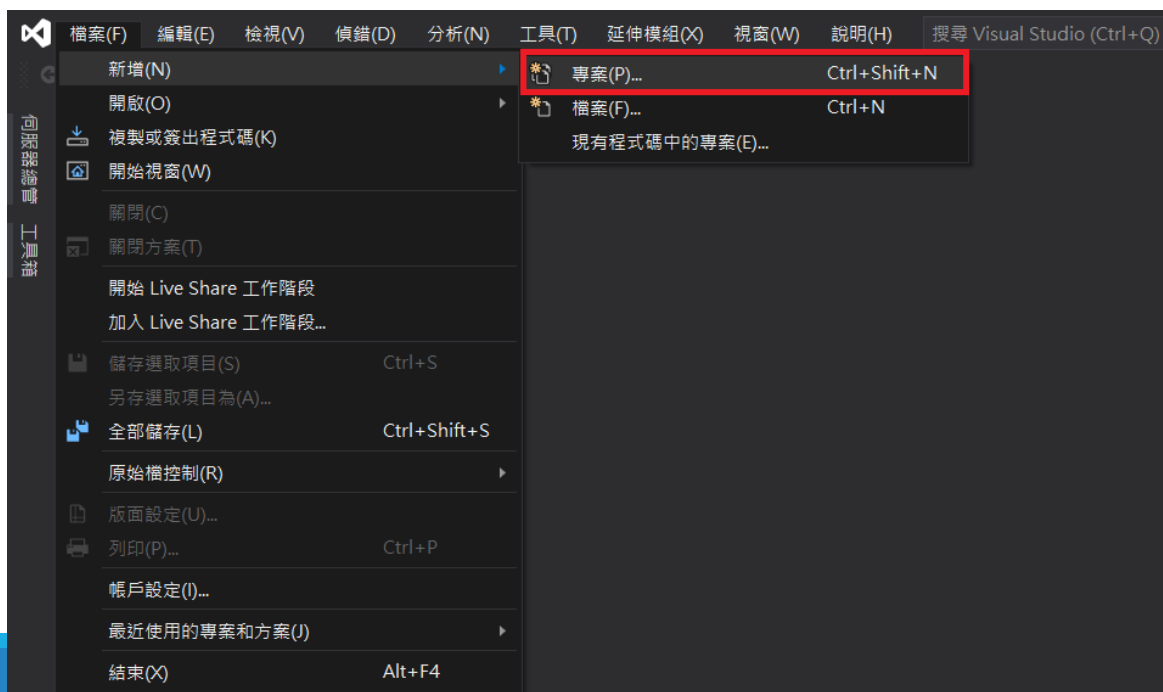 檔案(F) 編輯(E) 檢視(V) 偵錯(D) 分析(N) 工具(T) 延伸模組(X) 視窗(W) 說明(H) 搜尋 Visual Studio (Ctrl+Q)
新增(N)
專案(P)... Ctrl+Shift+N
檔案(F)... Ctrl+N
現有程式碼中的專案(E)...
開啟(O)
複製或簽出程式碼(K)
開始視窗(W)
關閉(C)
關閉方案(T)
開始 Live Share 工作階段
加入 Live Share 工作階段...
儲存選取項目(S) Ctrl+S
另存選取項目為(A)...
全部儲存(L) Ctrl+Shift+S
原始檔控制(R)
版面設定(U)...
列印(P)... Ctrl+P
帳戶設定(I)...
最近使用的專案和方案(J)
結束(X) Alt+F4
伺服器總管
工具箱